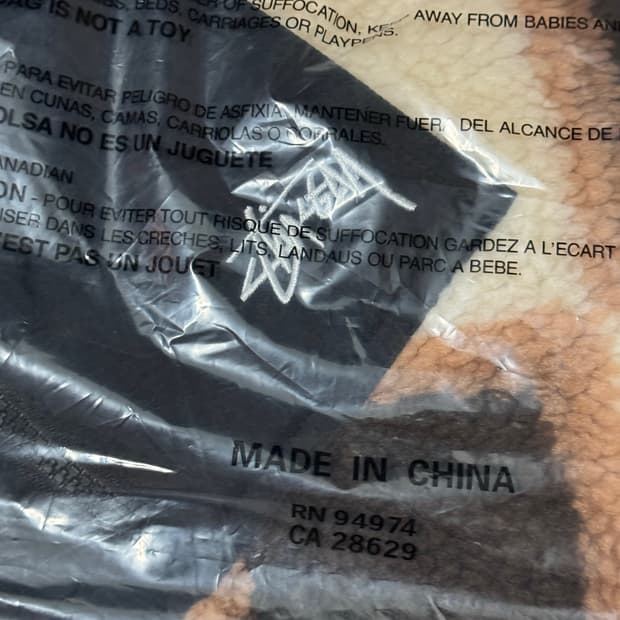 OF SUFFOCATION, KEEP AWAY FROM BABIES AN
BAG IS NOT A TOY
BEDS, CARRIAGES OR PLAYPENS.
PARA EVITAR PELIGRO DE ASFIXIA, MANTENER FUERA DEL ALCANCE DE
EN CUNAS, CAMAS, CARRIOLAS O CORRALES.
OLSA NO ES UN JUGUETE
Stüssy
ANADIAN
ON - POUR EVITER TOUT RISQUE DE SUFFOCATION GARDEZ A L'ECART
ISER DANS LES CRECHES, LITS, LANDAUS OU PARC A BEBE.
'EST PAS UN JOUET
MADE IN CHINA
RN 94974
CA 28629